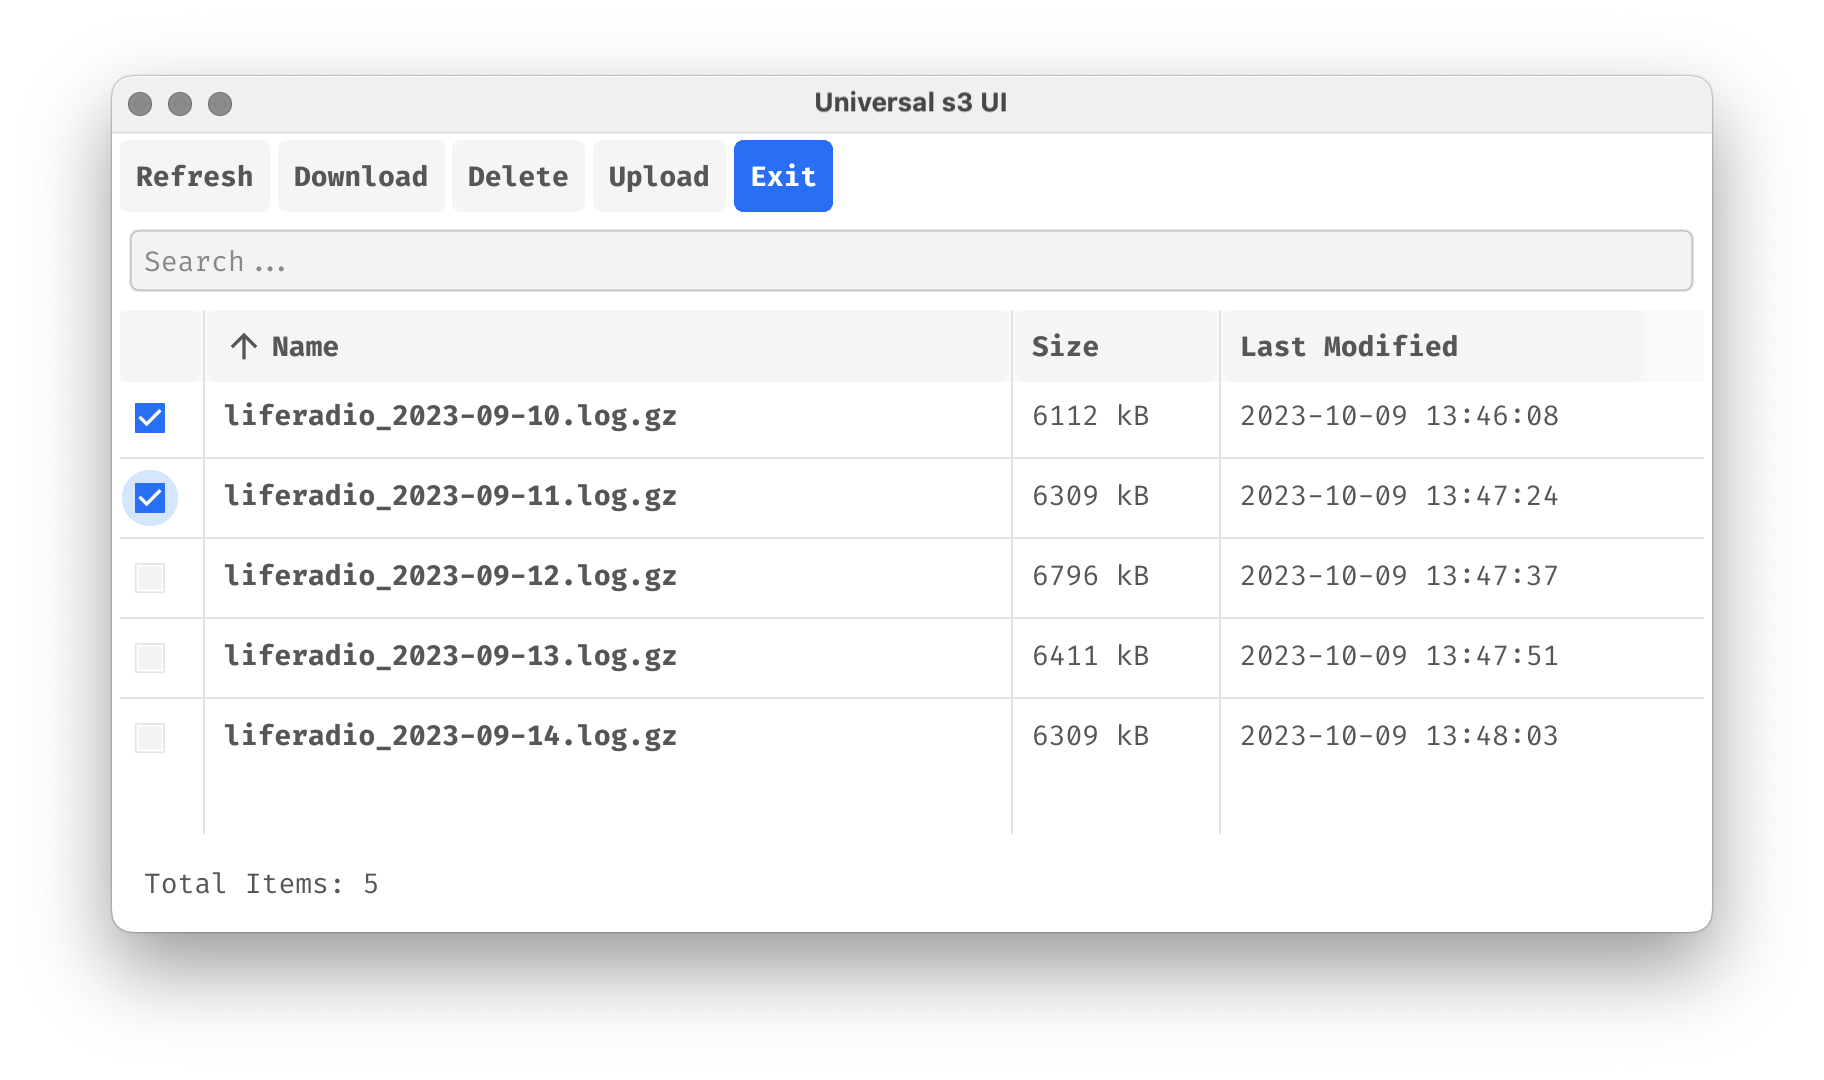 Universal s3 UI
Refresh Download Delete Upload Exit
Search...
↑ Name Size Last Modified
liferadio_2023-09-10.log.gz 6112 kB 2023-10-09 13:46:08
liferadio_2023-09-11.log.gz 6309 kB 2023-10-09 13:47:24
liferadio_2023-09-12.log.gz 6796 kB 2023-10-09 13:47:37
liferadio_2023-09-13.log.gz 6411 kB 2023-10-09 13:47:51
liferadio_2023-09-14.log.gz 6309 kB 2023-10-09 13:48:03
Total Items: 5